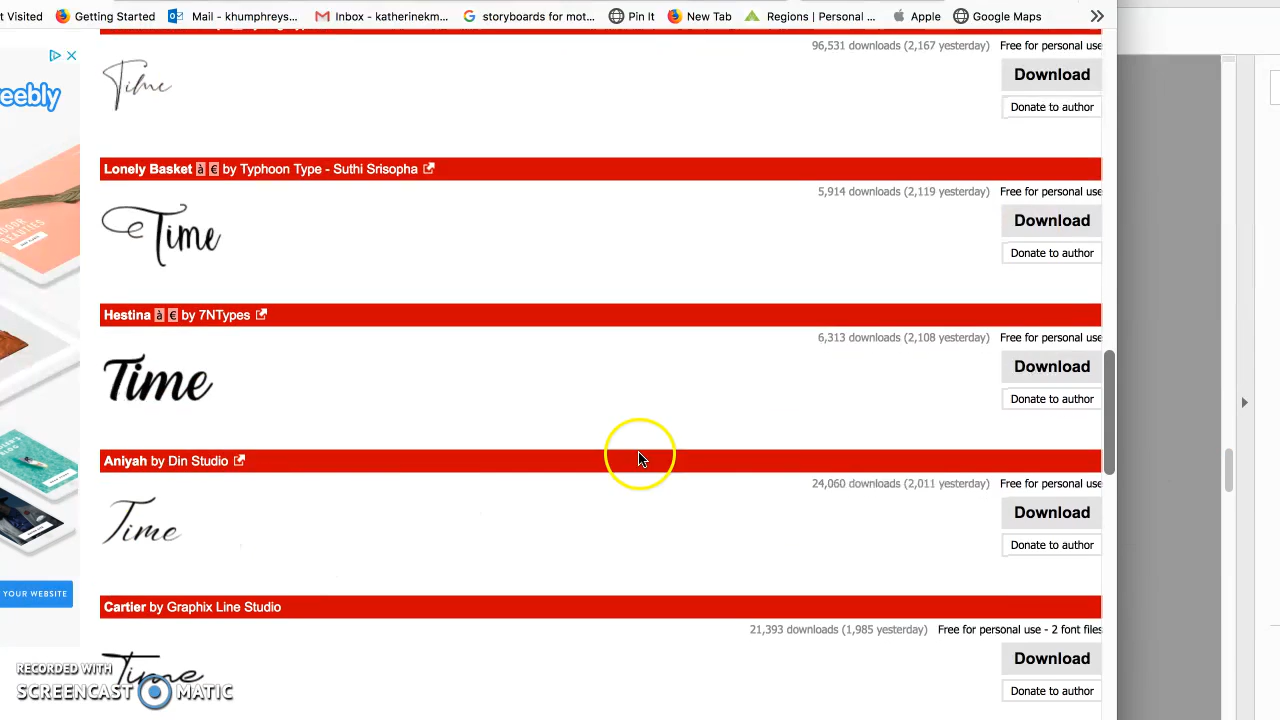 t Visited Getting Started Mail - khumphreys... Inbox - katherinekm... storyboards for mot... Pin It New Tab Regions | Personal ... Apple Google Maps
96,531 downloads (2,167 yesterday) Free for personal use
Time
Download
Donate to author
eebly
Lonely Basket à € by Typhoon Type - Suthi Srisopha
5,914 downloads (2,119 yesterday) Free for personal use
Time
Download
Donate to author
Hestina à € by 7NTypes
6,313 downloads (2,108 yesterday) Free for personal use
Time
Download
Donate to author
Aniyah by Din Studio
24,060 downloads (2,011 yesterday) Free for personal use
Time
Download
Donate to author
YOUR WEBSITE
Cartier by Graphix Line Studio
21,393 downloads (1,985 yesterday) Free for personal use - 2 font files
Time
Download
Donate to author
RECORDED WITH
SCREENCAST MATIC